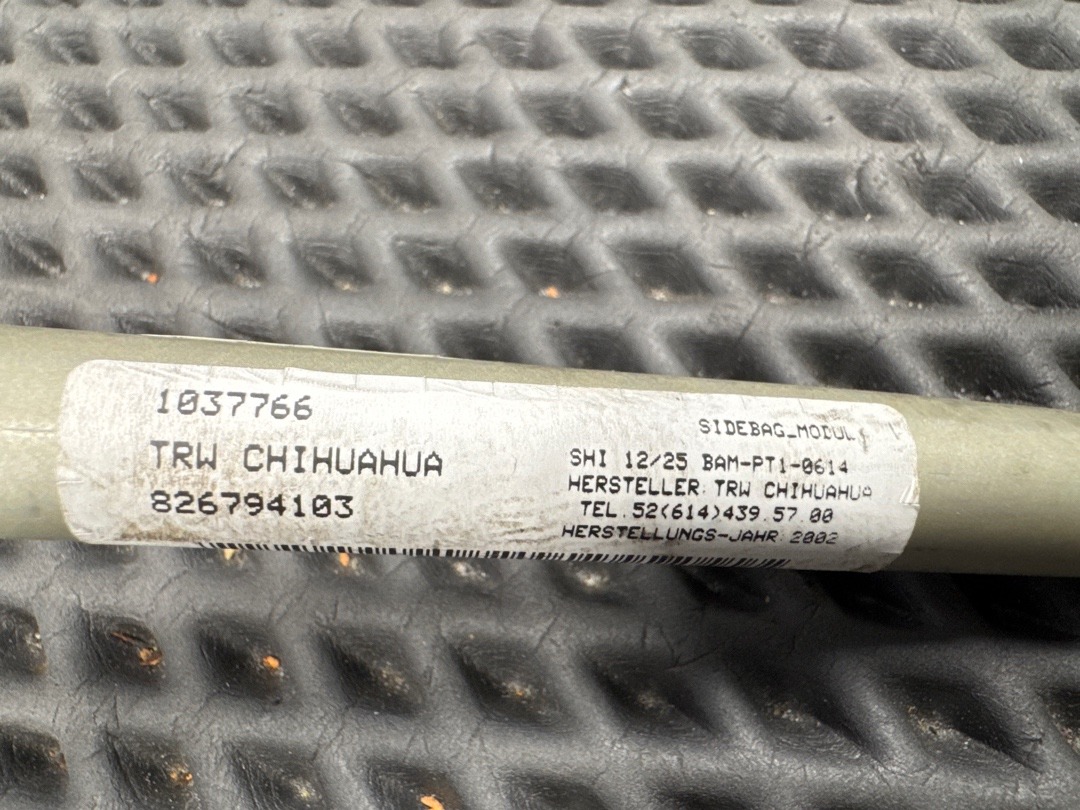 1037766
TRW CHIHUAHUA
826794103
SIDEBAG_MODUL
SHI 12/25 BAM-PT1-0614
HERSTELLER: TRW CHIHUAHUA
TEL.52(614)439.57.00
HERSTELLUNGS-JAHR: 2002